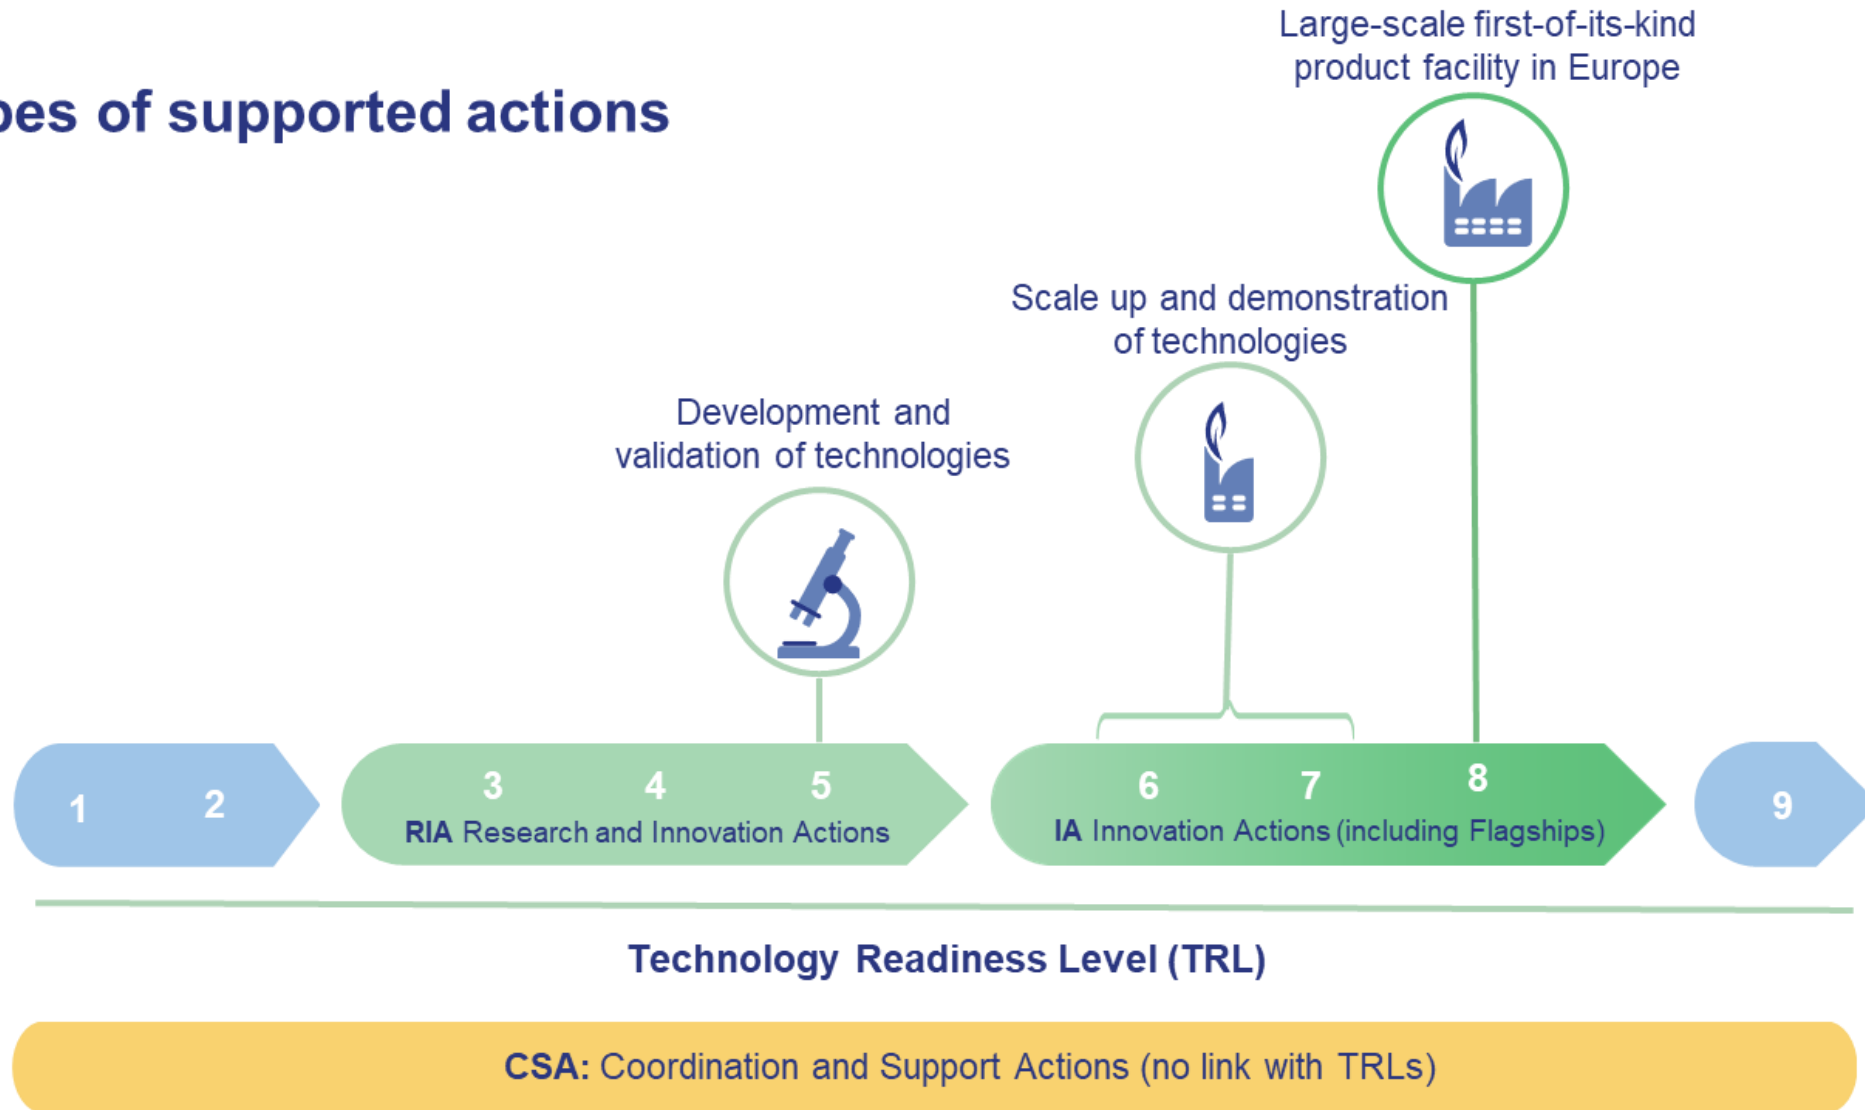 of supported actions
Large-scale first-of-its-kind
product facility in Europe
Scale up and demonstration
of technologies
Development and
validation of technologies
1 2
3 4 5
RIA Research and Innovation Actions
6 7 8
IA Innovation Actions (including Flagships)
9
Technology Readiness Level (TRL)
CSA: Coordination and Support Actions (no link with TRLs)